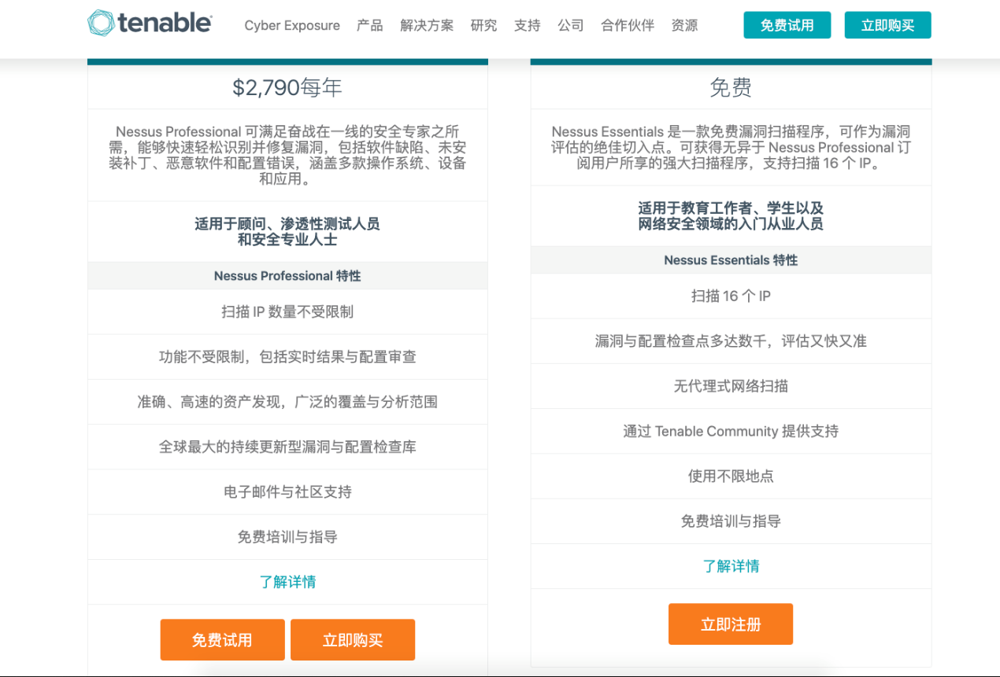 tenable
Cyber Exposure 产品 解决方案 研究 支持 公司 合作伙伴 资源 免费试用 立即购买
$2,790每年
Nessus Professional 可满足奋战在一线的安全专家之所
需，能够快速轻松识别并修复漏洞，包括软件缺陷、未安
装补丁、恶意软件和配置错误，涵盖多款操作系统、设备
和应用。
适用于顾问、渗透性测试人员
和安全专业人士
Nessus Professional 特性
扫描 IP 数量不受限制
功能不受限制，包括实时结果与配置审查
准确、高速的资产发现，广泛的覆盖与分析范围
全球最大的持续更新型漏洞与配置检查库
电子邮件与社区支持
免费培训与指导
了解详情
免费试用 立即购买
免费
Nessus Essentials 是一款免费漏洞扫描程序，可作为漏洞
评估的绝佳切入点。可获得无异于 Nessus Professional 订
阅用户所享的强大扫描程序，支持扫描 16 个 IP。
适用于教育工作者、学生以及
网络安全领域的入门从业人员
Nessus Essentials 特性
扫描 16 个 IP
漏洞与配置检查点多达数千，评估又快又准
无代理式网络扫描
通过 Tenable Community 提供支持
使用不限地点
免费培训与指导
了解详情
立即注册